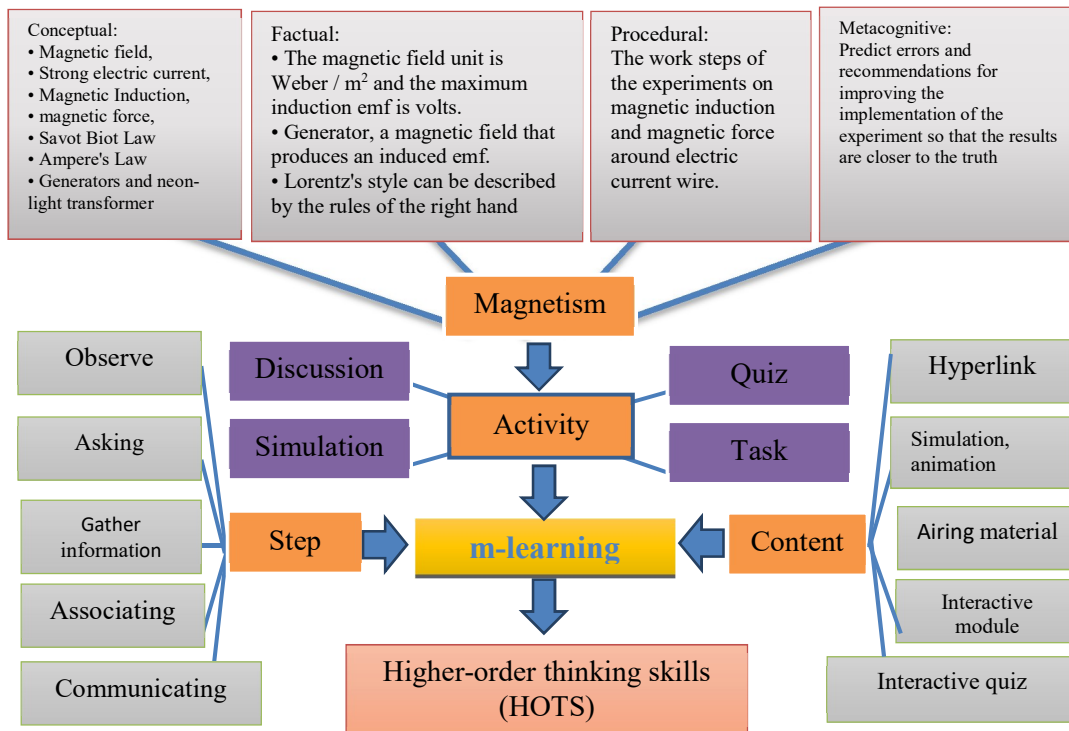 Conceptual:
• Magnetic field,
• Strong electric current,
• Magnetic Induction,
• magnetic force,
• Savot Biot Law
• Ampere's Law
• Generators and neon-
light transformer
Factual:
• The magnetic field unit is
Weber / m² and the maximum
induction emf is volts.
• Generator, a magnetic field that
produces an induced emf.
• Lorentz's style can be described
by the rules of the right hand
Procedural:
The work steps of
the experiments on
magnetic induction
and magnetic force
around electric
current wire.
Metacognitive:
Predict errors and
recommendations for
improving the
implementation of the
experiment so that the results
are closer to the truth
Magnetism
Observe
Asking
Gather
information
Associating
Communicating
Discussion
Simulation
Activity
Quiz
Task
Step
m-learning
Content
Hyperlink
Simulation,
animation
Airing material
Interactive
module
Interactive quiz
Higher-order thinking skills
(HOTS)